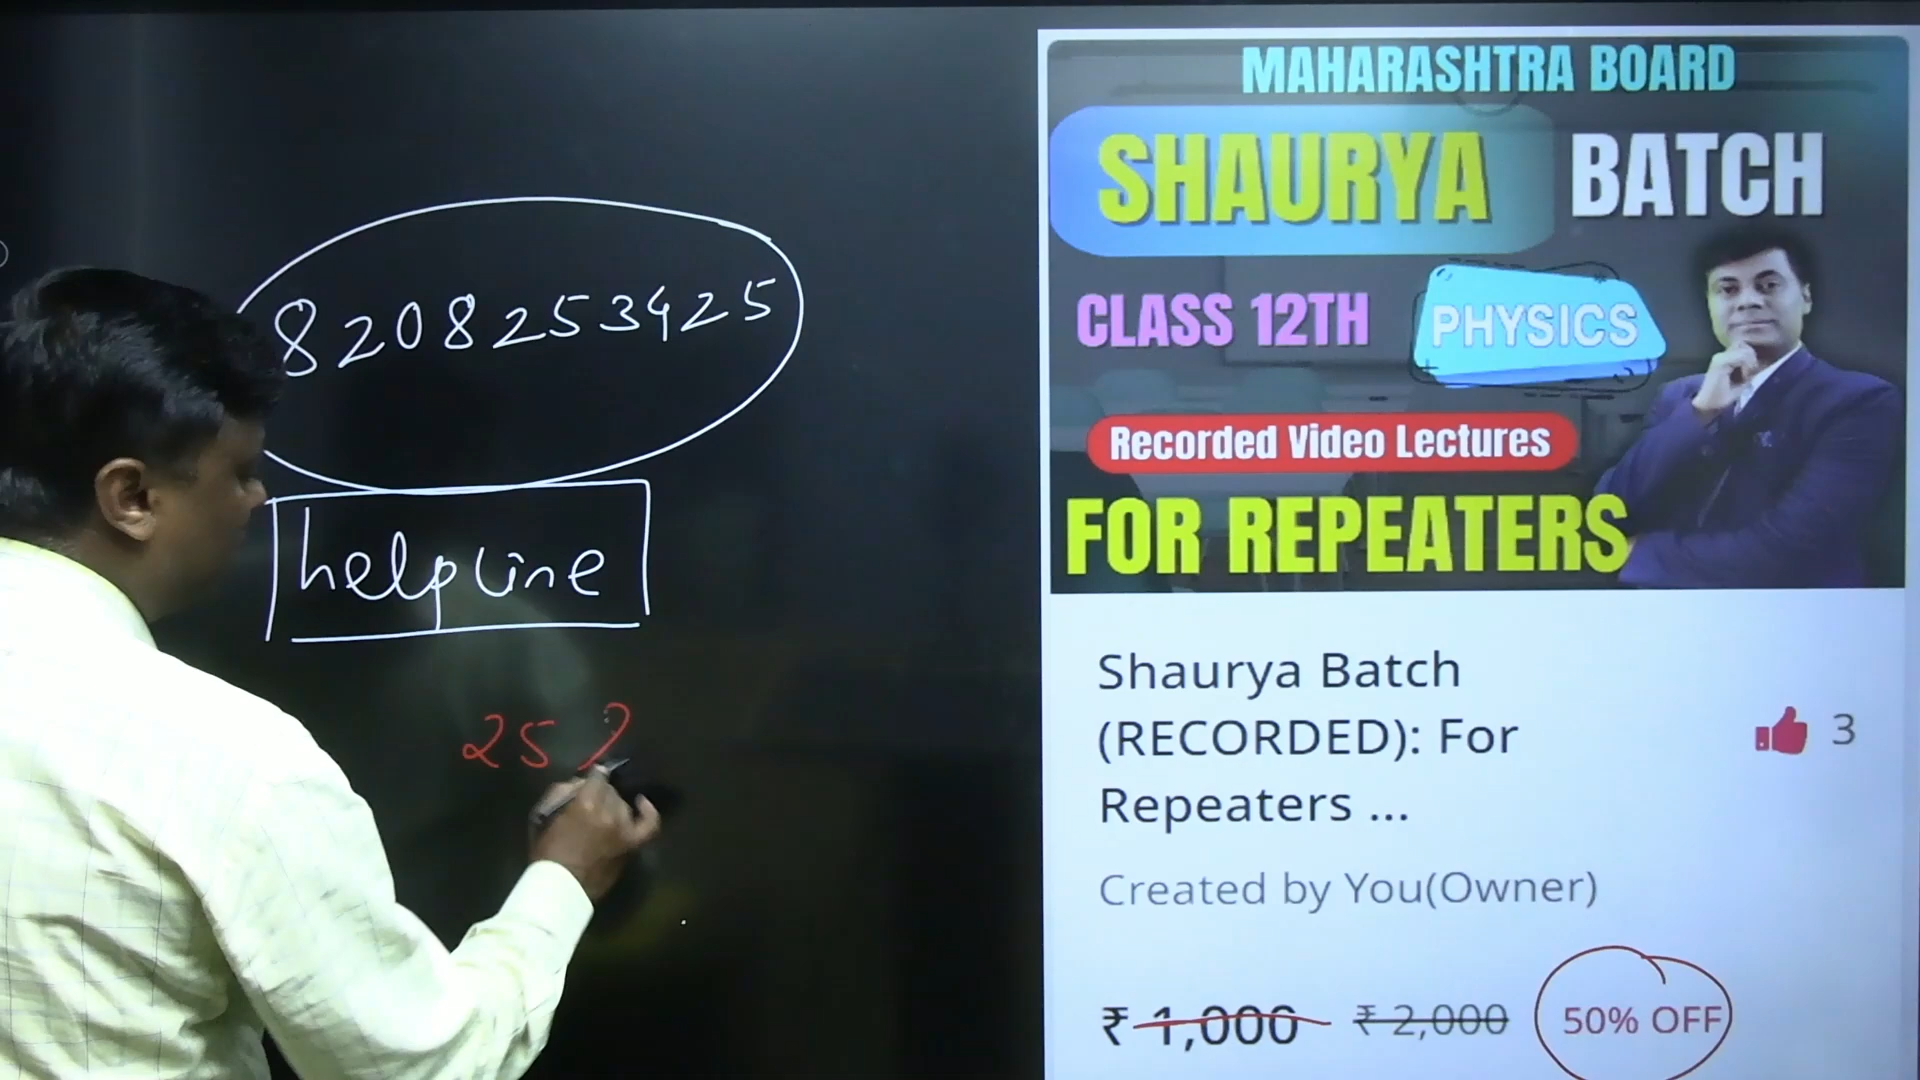 8208253425
helpline
25
MAHARASHTRA BOARD
SHAURYA BATCH
CLASS 12TH PHYSICS
Recorded Video Lectures
FOR REPEATERS
Shaurya Batch
(RECORDED): For
Repeaters ...
3
Created by You(Owner)
₹ 1,000 ₹ 2,000 50% OFF